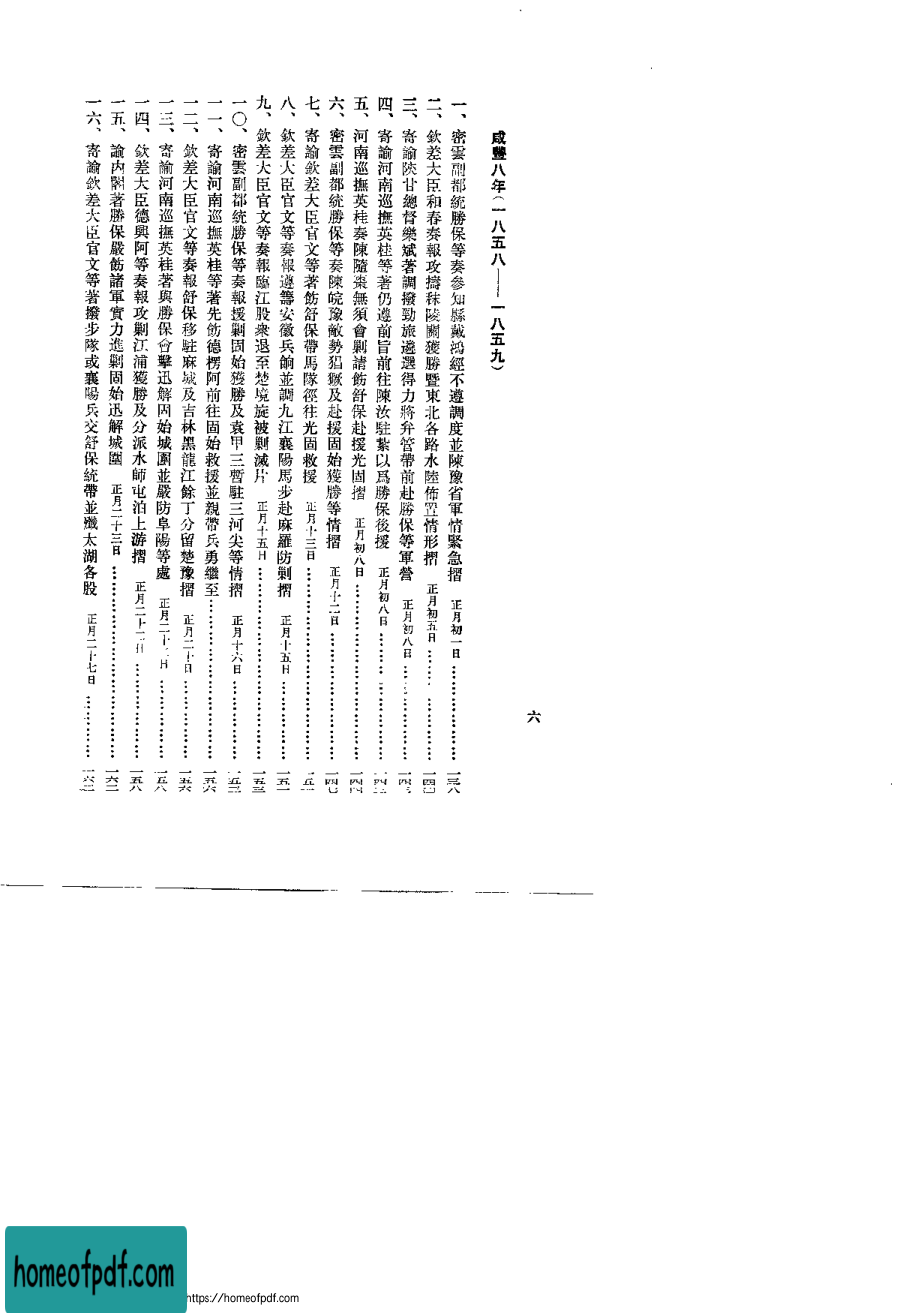 咸豐八年（一八五八——一八五九）
一、密雲副都統勝保等奏參知縣戴鴻經不遵調度並陳豫省軍情緊急摺 正月初一日…………………一三八
二、欽差大臣和春奏報攻擣秣陵關獲勝暨東北各路水陸佈置情形摺 正月初五日…………………一四
三、寄諭陝甘總督樂斌著調撥勁旅遴選得力將弁管帶前赴勝保等軍營 正月初八日…………………一四
四、寄諭河南巡撫英桂等著仍遵前旨前往陳汝駐紮以爲勝保後援 正月初八日…………………一四
五、河南巡撫英桂奏陳隨棗無須會剿請飭舒保赴援光固摺 正月初八日…………………一四四
六、密雲副都統勝保等奏陳皖豫敵勢猖獗及赴援固始獲勝等情摺 正月十二日…………………一四七
七、寄諭欽差大臣官文等著飭舒保帶馬隊徑往光固救援 正月十三日…………………一五
八、欽差大臣官文等奏報遵籌安徽兵餉並調九江襄陽馬步赴麻羅防剿摺 正月十五日…………………一五一
九、欽差大臣官文等奏報臨江股衆退至楚境旋被剿滅片 正月十五日…………………一五三
一〇、密雲副都統勝保等奏報援剿固始獲勝及袁甲三暫駐三河尖等情摺 正月十六日…………………一五三
一一、寄諭河南巡撫英桂等著先飭德楞阿前往固始救援並親帶兵勇繼至…………………一五六
一二、欽差大臣官文等奏報舒保移駐麻城及吉林黑龍江餘丁分留楚豫摺 正月二十日…………………一五六
一三、寄諭河南巡撫英桂著與勝保會擊迅解固始城圍並嚴防阜陽等處 正月二十日…………………一五八
一四、欽差大臣德興阿等奏報攻剿江浦獲勝及分派水師屯泊上游摺 正月二十日…………………一五八
一五、諭内閣著勝保嚴飭諸軍實力進剿固始迅解城圍 正月二十三日…………………一六二
一六、寄諭欽差大臣官文等著撥步隊或襄陽兵交舒保統帶並殲太湖各股 正月二十七日…………………一六
六
homeofpdf.com
https://homeofpdf.com